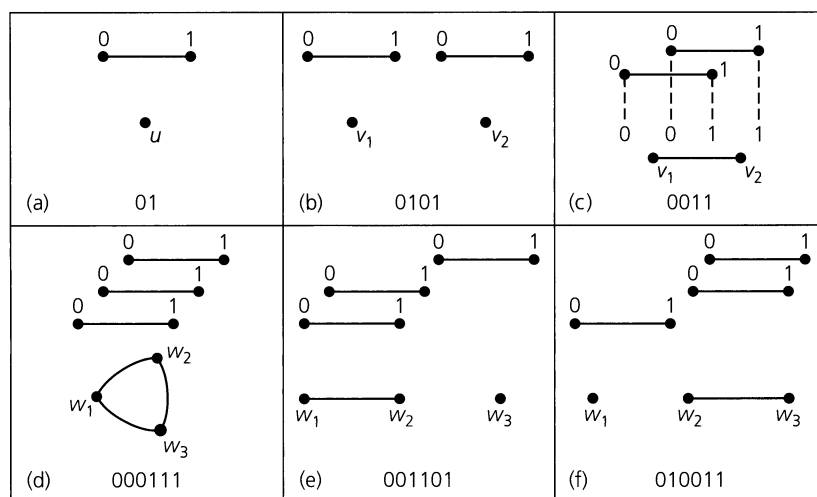 0 1
u
(a) 01
0 1 0 1
v1 v2
(b) 0101
0 1
0 1
0 0 1 1
v1 v2
(c) 0011
0 1
0 1
0 1
w2
w1
w3
(d) 000111
0 1
0 1
0 1
w1 w2 w3
(e) 001101
0 1
0 1
0 1
w1 w2 w3
(f) 010011